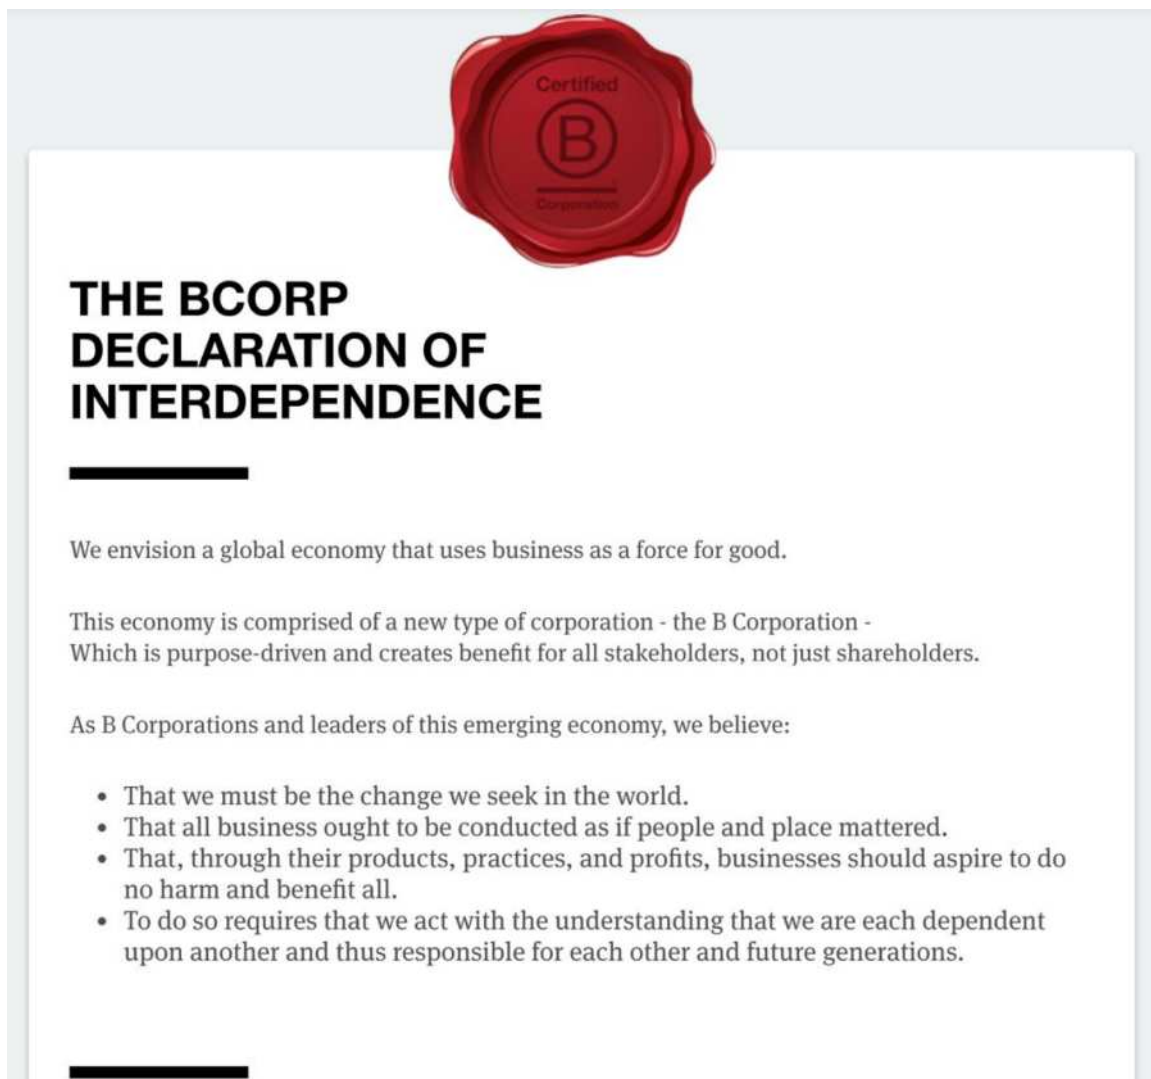 Certified
B
Corporation
THE BCORP
DECLARATION OF
INTERDEPENDENCE
We envision a global economy that uses business as a force for good.
This economy is comprised of a new type of corporation - the B Corporation -
Which is purpose-driven and creates benefit for all stakeholders, not just shareholders.
As B Corporations and leaders of this emerging economy, we believe:
• That we must be the change we seek in the world.
• That all business ought to be conducted as if people and place mattered.
• That, through their products, practices, and profits, businesses should aspire to do
no harm and benefit all.
• To do so requires that we act with the understanding that we are each dependent
upon another and thus responsible for each other and future generations.